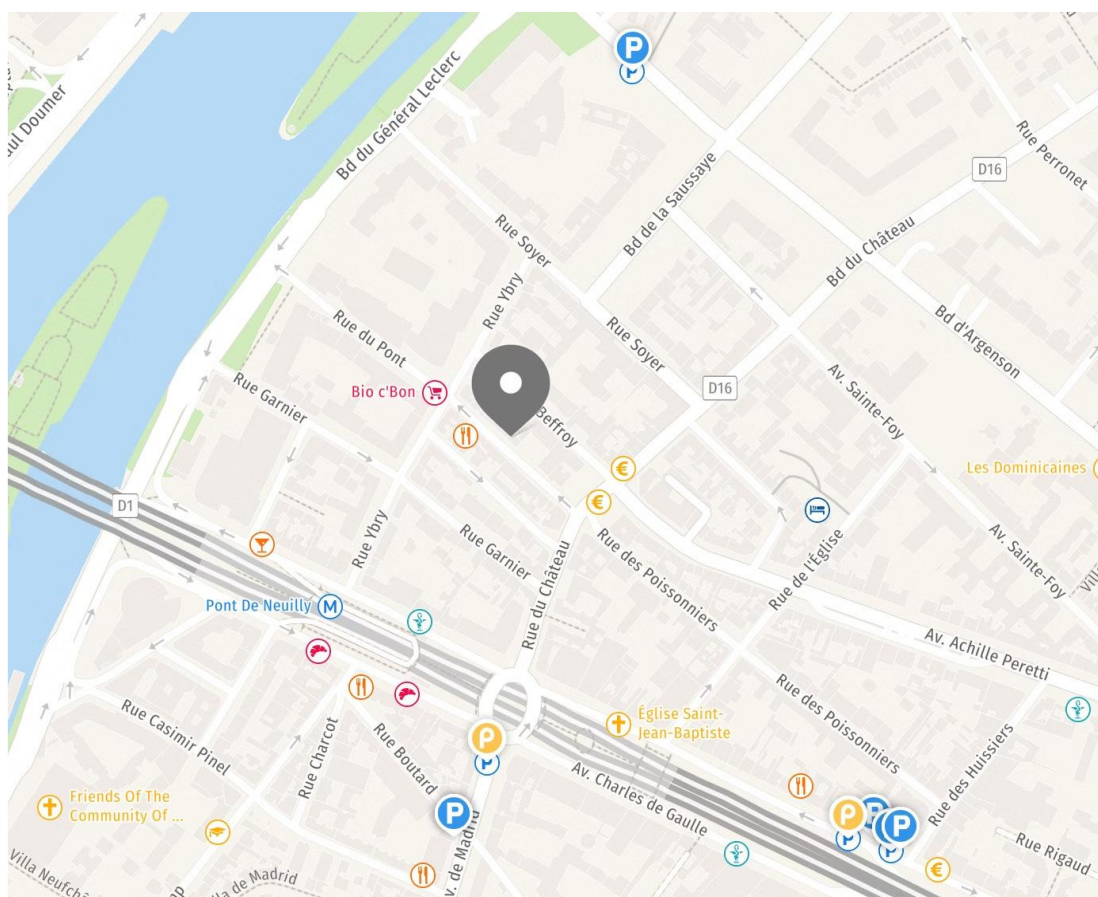 Paul Doumer
Bd du Général Leclerc
P
P
Rue Perronet
D16
Bd de la Saussaye
Bd du Château
Rue Soyer
Rue Ybry
Rue du Pont
Rue Soyer
Bd d'Argenson
Bio c'Bon
Rue Garnier
D16
Av. Sainte-Foy
Beffroy
€
Les Dominicaines
€
D1
Rue Ybry
Rue Garnier
Rue des Poissonniers
Rue de l'Église
Av. Sainte-Foy
Pont De Neuilly
M
Rue du Château
Av. Achille Peretti
Rue Casimir Pinel
Rue Charcot
Rue Boutard
P
P
Église Saint-
Jean-Baptiste
Rue des Poissonniers
Rue des Huissiers
Av. Charles de Gaulle
Friends Of The
Community Of ...
P
P
P
P
P
P
Rue Rigaud
€
Villa Neufch
la de Madrid
v. de Madrid